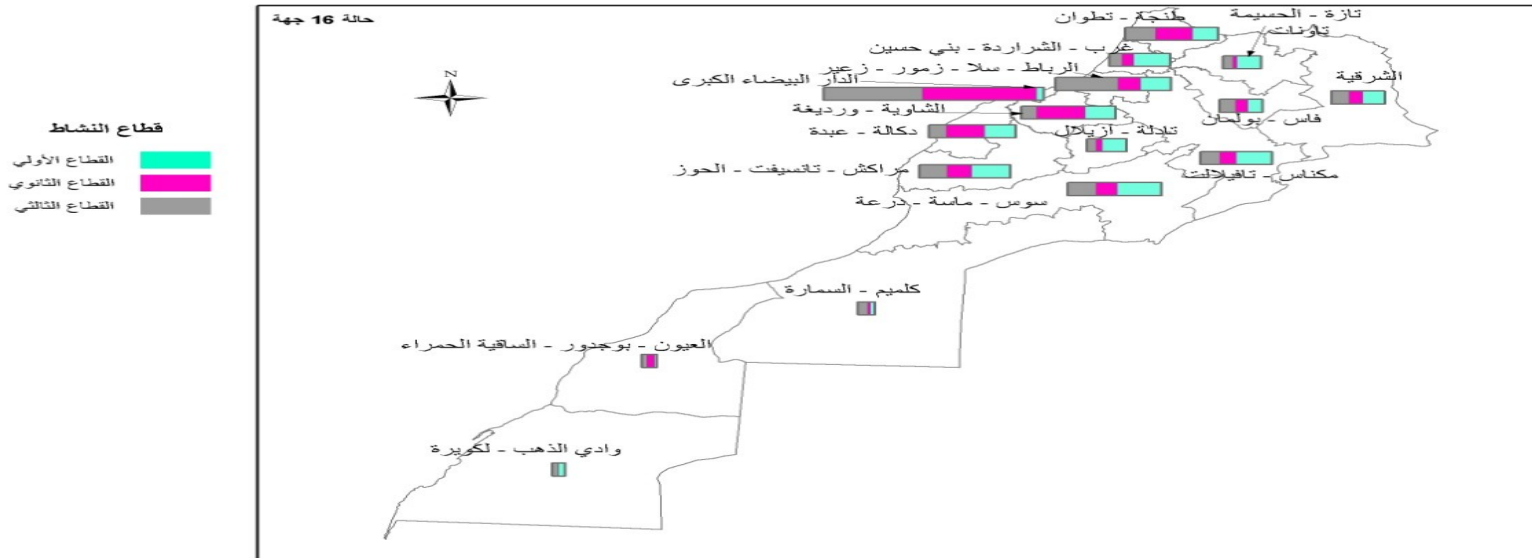 حالة 16 جهة
تازة - الحسيمة
تاونات
طنجة - تطوان
غرب - الشراردة - بني حسين
الرباط - سلا - زمور - زعير
الدار البيضاء الكبرى
الشرقية
الشاوية - ورديغة
فاس - بولمان
دكالة - عبدة
تادلة - ازيلال
مراكش - تانسيفت - الحوز
مكناس - تافيلالت
سوس - ماسة - درعة
كلميم - السمارة
العيون - بوجدور - الساقية الحمراء
وادي الذهب - لكويرة
N
قطاع النشاط
القطاع الأولي
القطاع الثانوي
القطاع الثالثي